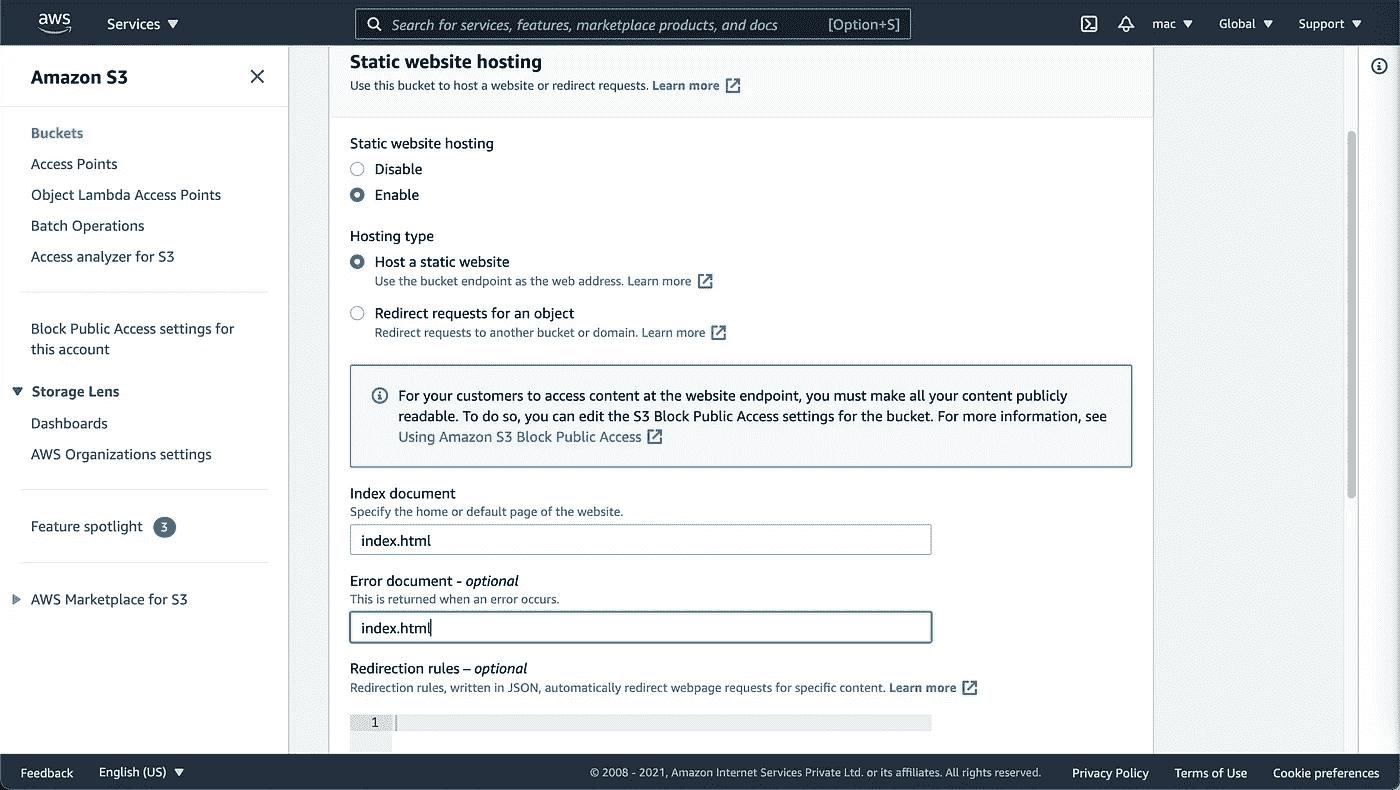 aws
Services
Search for services, features, marketplace products, and docs [Option+S]
mac
Global
Support
Amazon S3
Buckets
Access Points
Object Lambda Access Points
Batch Operations
Access analyzer for S3
Block Public Access settings for
this account
Storage Lens
Dashboards
AWS Organizations settings
Feature spotlight 3
AWS Marketplace for S3
Static website hosting
Use this bucket to host a website or redirect requests. Learn more
Static website hosting
Disable
Enable
Hosting type
Host a static website
Use the bucket endpoint as the web address. Learn more
Redirect requests for an object
Redirect requests to another bucket or domain. Learn more
For your customers to access content at the website endpoint, you must make all your content publicly
readable. To do so, you can edit the S3 Block Public Access settings for the bucket. For more information, see
Using Amazon S3 Block Public Access
Index document
Specify the home or default page of the website.
index.html
Error document - optional
This is returned when an error occurs.
index.html
Redirection rules – optional
Redirection rules, written in JSON, automatically redirect webpage requests for specific content. Learn more
1
Feedback
English (US)
© 2008 - 2021, Amazon Internet Services Private Ltd. or its affiliates. All rights reserved.
Privacy Policy
Terms of Use
Cookie preferences